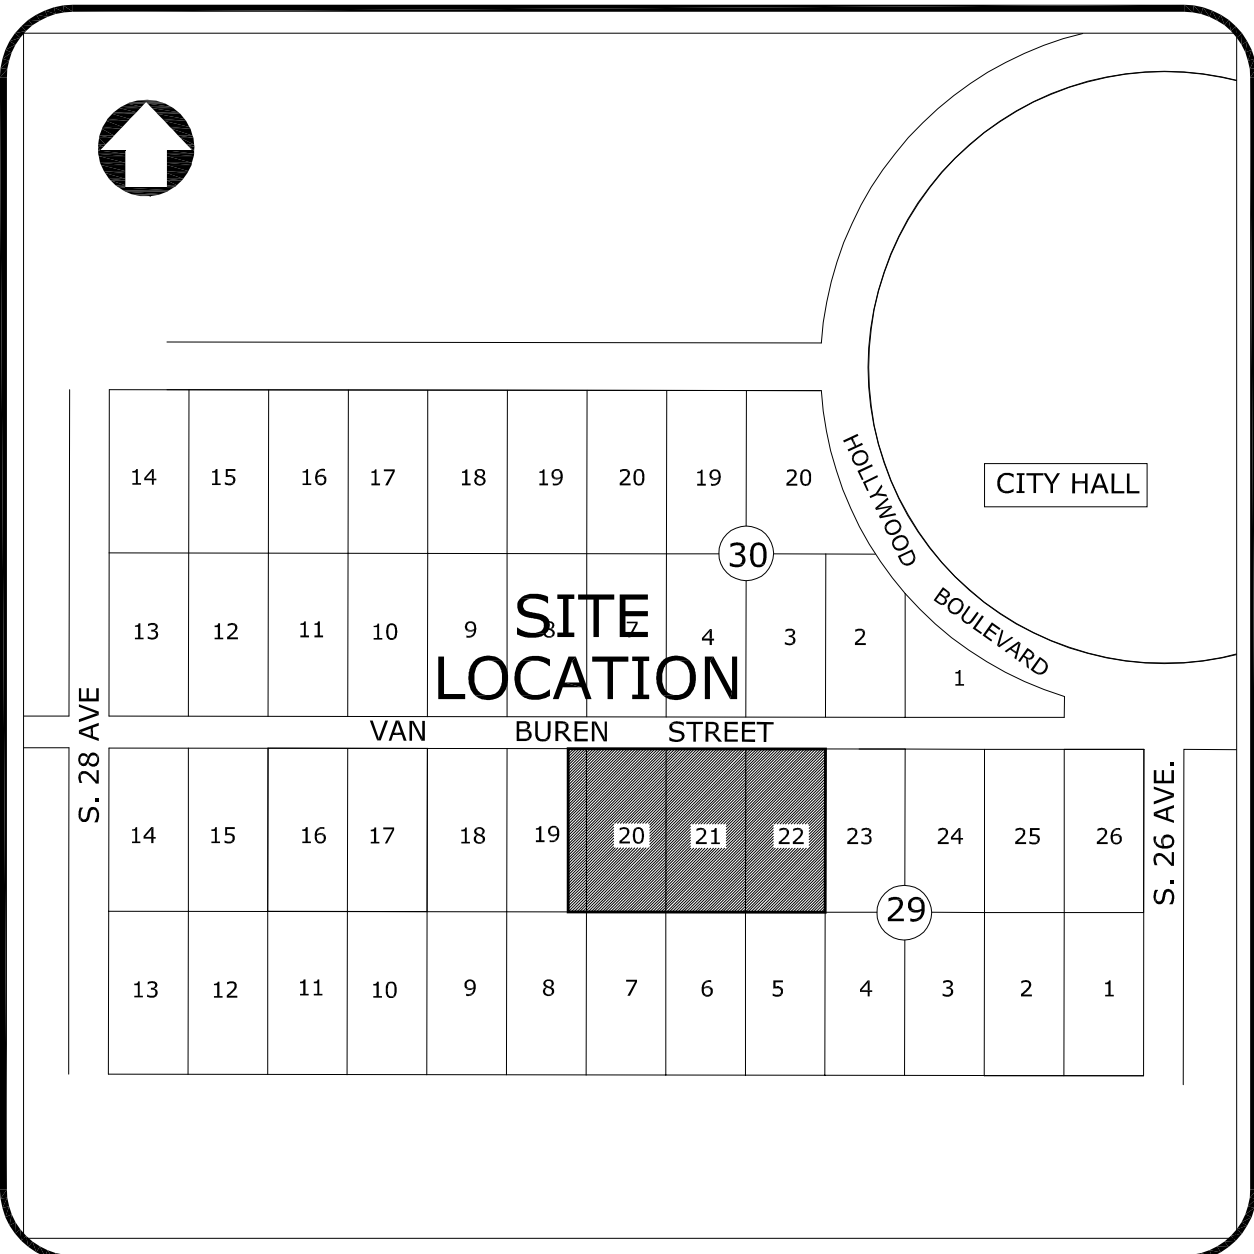 14 15 16 17 18 19 20 19 20
HOLLYWOOD BOULEVARD
CITY HALL
30
SITE
LOCATION
13 12 11 10 9 8 7 4 3 2 1
VAN BUREN STREET
S. 28 AVE
S. 26 AVE.
14 15 16 17 18 19 20 21 22 23 24 25 26
29
13 12 11 10 9 8 7 6 5 4 3 2 1